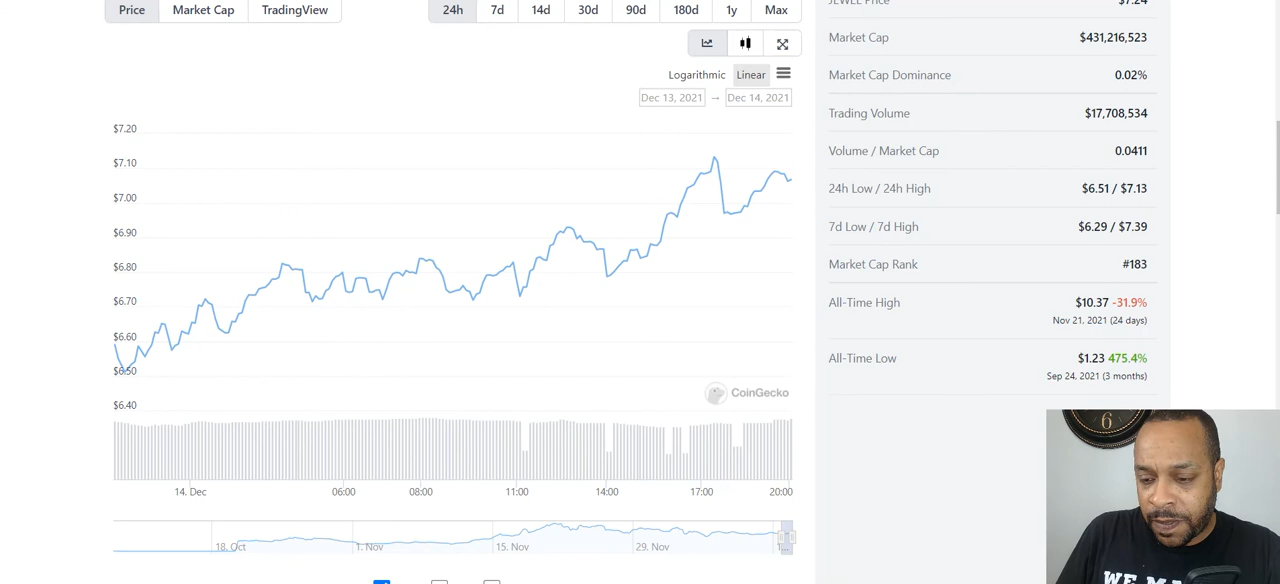 Price Market Cap TradingView 24h 7d 14d 30d 90d 180d 1y Max
Logarithmic Linear
Dec 13, 2021 → Dec 14, 2021
$7.20
$7.10
$7.00
$6.90
$6.80
$6.70
$6.60
$6.50
$6.40
CoinGecko
14. Dec 06:00 08:00 11:00 14:00 17:00 20:00
18. Oct 1. Nov 15. Nov 29. Nov 1…
JEWEL Price $7.24
Market Cap $431,216,523
Market Cap Dominance 0.02%
Trading Volume $17,708,534
Volume / Market Cap 0.0411
24h Low / 24h High $6.51 / $7.13
7d Low / 7d High $6.29 / $7.39
Market Cap Rank #183
All-Time High $10.37 -31.9%
Nov 21, 2021 (24 days)
All-Time Low $1.23 475.4%
Sep 24, 2021 (3 months)
6
WE MA